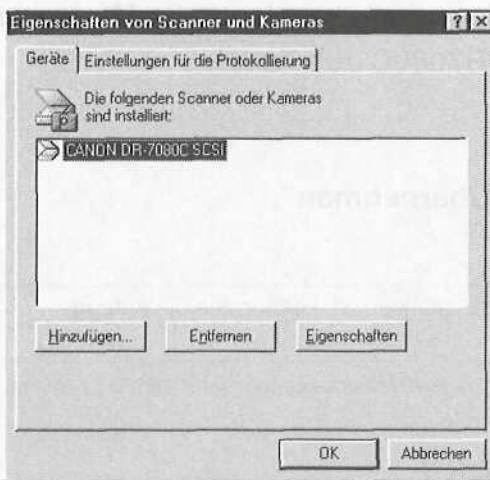 Eigenschaften von Scanner und Kameras
Geräte
Einstellungen für die Protokollierung
Die folgenden Scanner oder Kameras
sind installiert:
CANON DR-7080C SCSI
Hinzufügen...
Entfernen
Eigenschaften
OK
Abbrechen